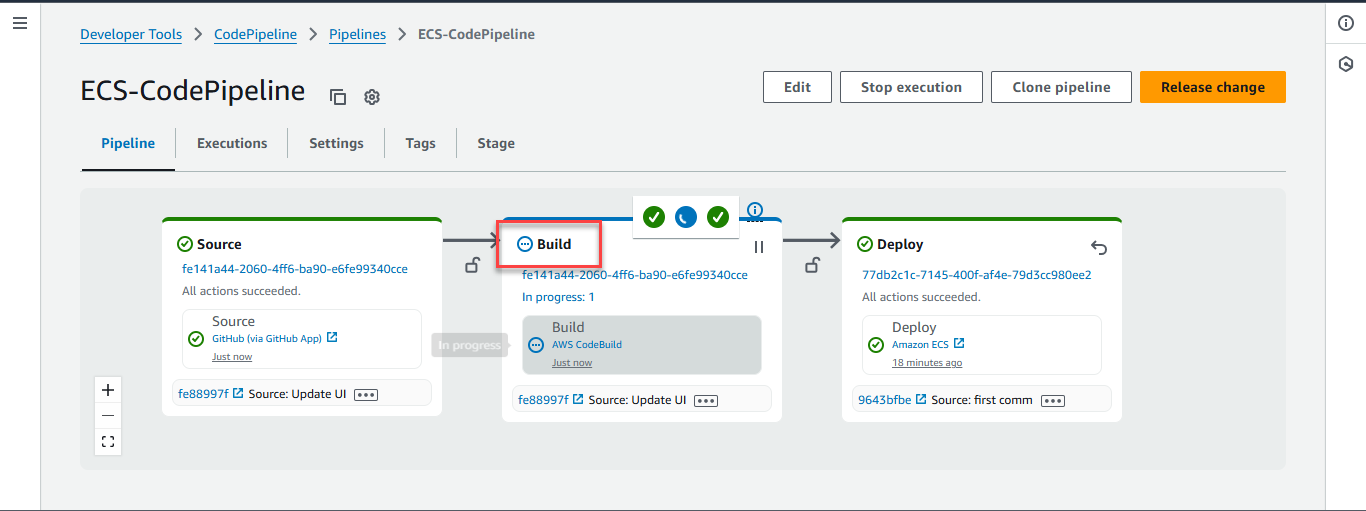 Developer Tools > CodePipeline > Pipelines > ECS-CodePipeline
ECS-CodePipeline
Edit
Stop execution
Clone pipeline
Release change
Pipeline
Executions
Settings
Tags
Stage
Source
fe141a44-2060-4ff6-ba90-e6fe99340cce
All actions succeeded.
Source
GitHub (via GitHub App)
Just now
fe88997f Source: Update UI
In progress
Build
fe141a44-2060-4ff6-ba90-e6fe99340cce
In progress: 1
Build
AWS CodeBuild
Just now
fe88997f Source: Update UI
Deploy
77db2c1c-7145-400f-af4e-79d3cc980ee2
All actions succeeded.
Deploy
Amazon ECS
18 minutes ago
9643bfbe Source: first comm